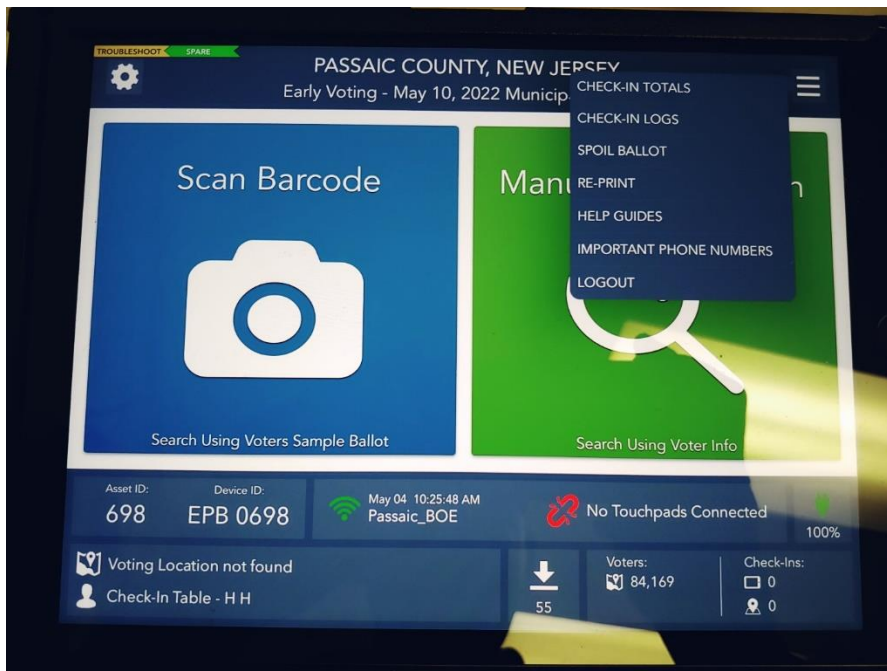 TROUBLESHOOT SPARE
PASSAIC COUNTY, NEW JERSEY
Early Voting - May 10, 2022 Municip
CHECK-IN TOTALS
CHECK-IN LOGS
SPOIL BALLOT
RE-PRINT
HELP GUIDES
IMPORTANT PHONE NUMBERS
LOGOUT
Scan Barcode
Search Using Voters Sample Ballot
Manu n
Search Using Voter Info
Asset ID:
698
Device ID:
EPB 0698
May 04 10:25:48 AM
Passaic_BOE
No Touchpads Connected
100%
Voting Location not found
Check-In Table - H H
55
Voters:
84,169
Check-Ins:
0
0